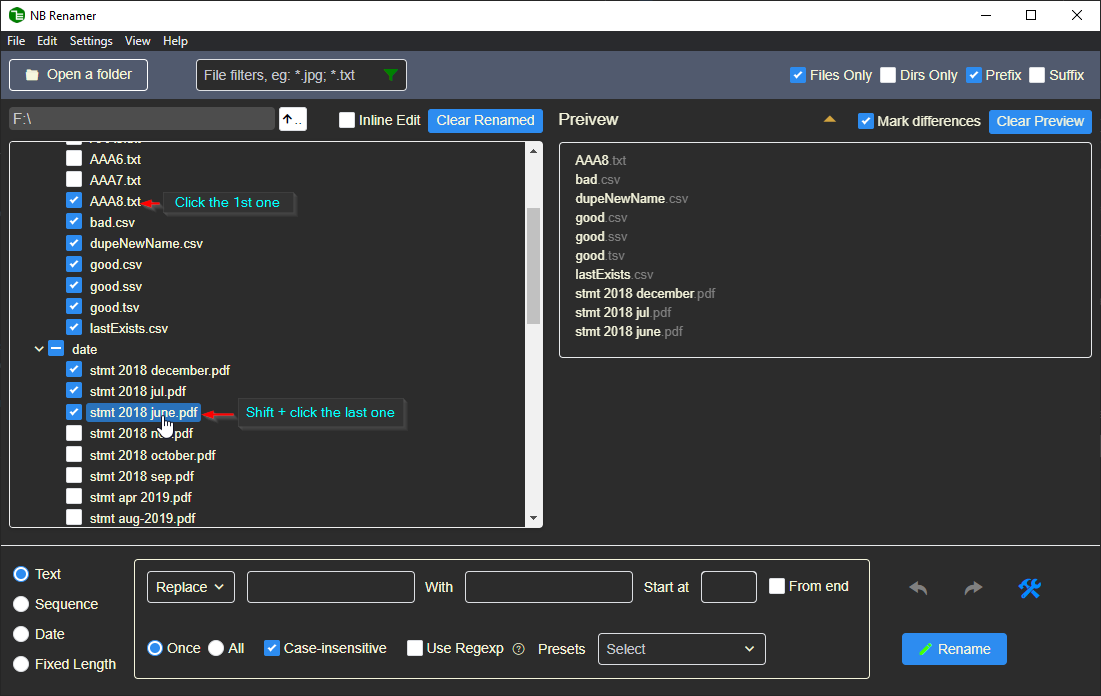 NB Renamer
File Edit Settings View Help
Open a folder
File filters, eg: *.jpg; *.txt
Files Only Dirs Only Prefix Suffix
F:\
..
Inline Edit
Clear Renamed
AAA6.txt
AAA7.txt
AAA8.txt
Click the 1st one
bad.csv
dupeNewName.csv
good.csv
good.ssv
good.tsv
lastExists.csv
date
stmt 2018 december.pdf
stmt 2018 jul.pdf
stmt 2018 june.pdf
Shift + click the last one
stmt 2018 .pdf
stmt 2018 october.pdf
stmt 2018 sep.pdf
stmt apr 2019.pdf
stmt aug-2019.pdf
Preivew
Mark differences
Clear Preview
AAA8.txt
bad.csv
dupeNewName.csv
good.csv
good.ssv
good.tsv
lastExists.csv
stmt 2018 december.pdf
stmt 2018 jul.pdf
stmt 2018 june.pdf
Text
Sequence
Date
Fixed Length
Replace With Start at From end
Once All Case-insensitive Use Regexp ? Presets Select
Rename